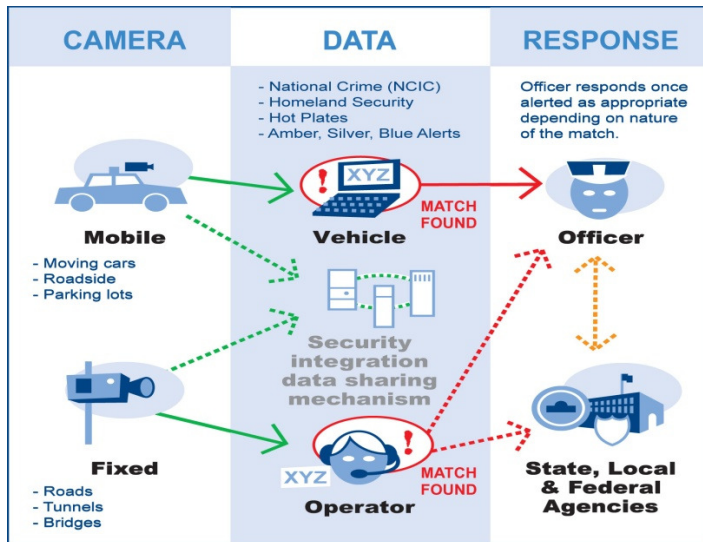 CAMERA
DATA
RESPONSE
- National Crime (NCIC)
- Homeland Security
- Hot Plates
- Amber, Silver, Blue Alerts
Officer responds once
alerted as appropriate
depending on nature
of the match.
!
XYZ
MATCH
FOUND
Mobile
Vehicle
Officer
- Moving cars
- Roadside
- Parking lots
Security
integration
data sharing
mechanism
!
XYZ
MATCH
FOUND
Fixed
Operator
State, Local
& Federal
Agencies
- Roads
- Tunnels
- Bridges